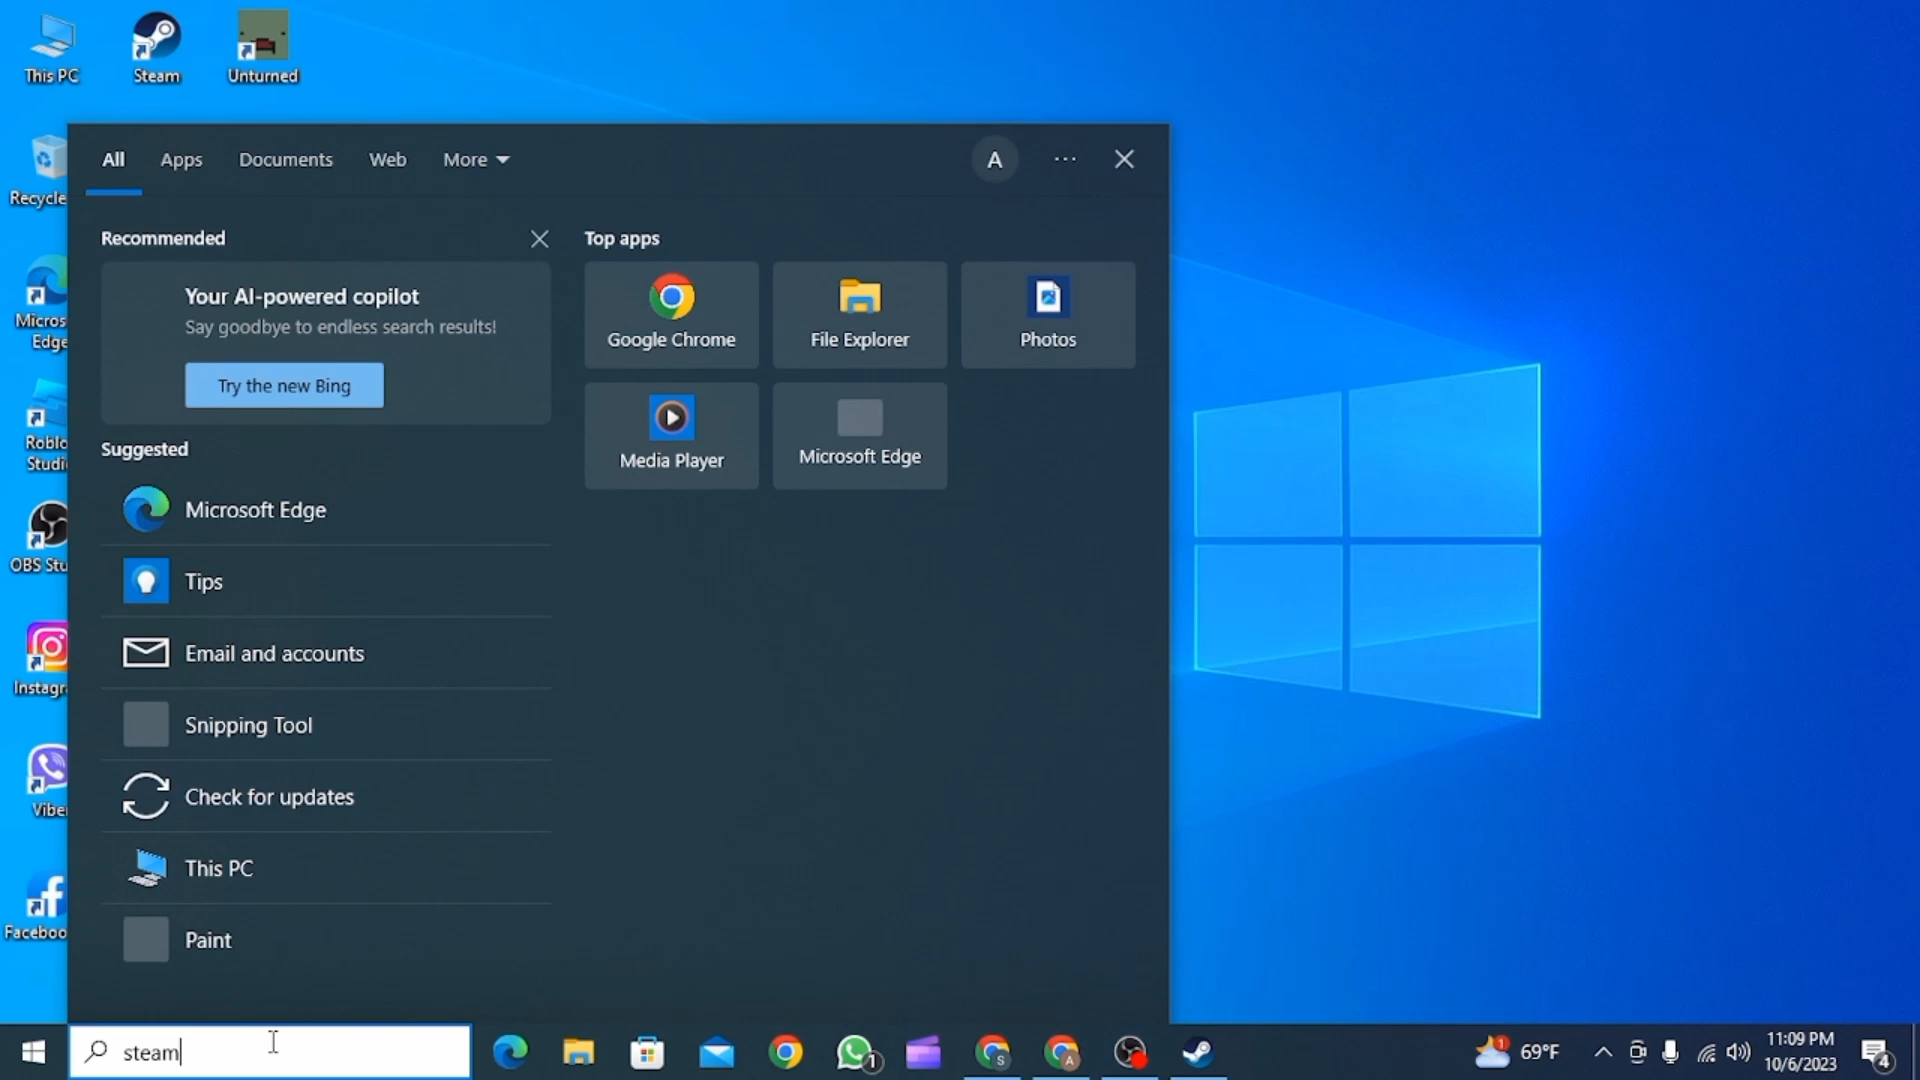 This PC
Steam
Unturned
Recycle
Micros
Edge
Roblo
Studi
OBS Stu
Instagr
Vibe
Faceboo
All
Apps
Documents
Web
More
A
Recommended
Your AI-powered copilot
Say goodbye to endless search results!
Try the new Bing
Suggested
Microsoft Edge
Tips
Email and accounts
Snipping Tool
Check for updates
This PC
Paint
Top apps
Google Chrome
File Explorer
Photos
Media Player
Microsoft Edge
steam
1
S
A
1
69°F
11:09 PM
10/6/2023
4